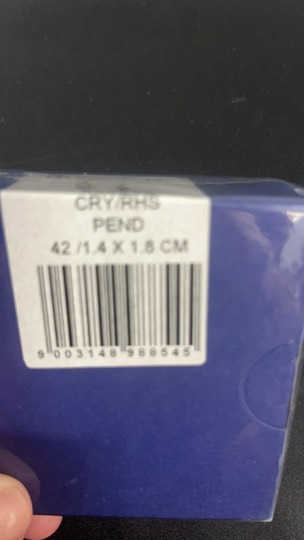 CRY/RHS
PEND
42 /1.4 X 1.8 CM
9 003148 988545